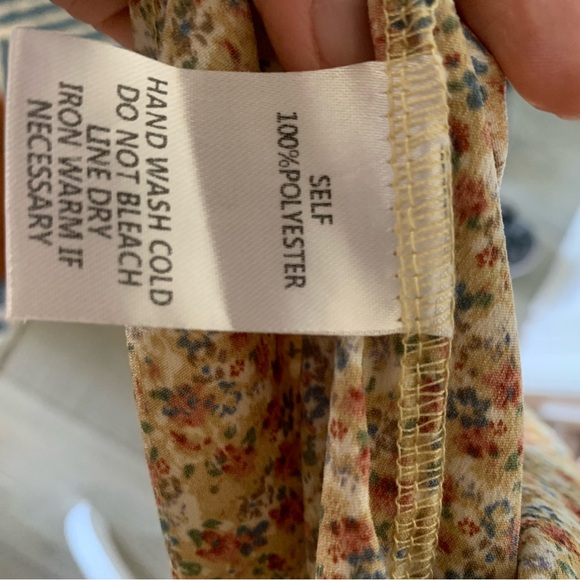 SELF
100%POLYESTER
HAND WASH COLD
DO NOT BLEACH
LINE DRY
IRON WARM IF
NECESSARY